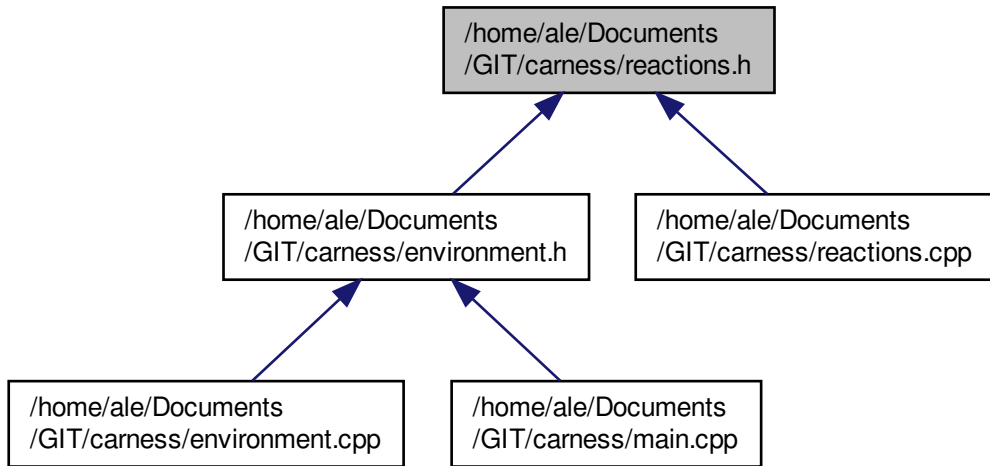 /home/ale/Documents
/GIT/carness/reactions.h
/home/ale/Documents
/GIT/carness/environment.h
/home/ale/Documents
/GIT/carness/reactions.cpp
/home/ale/Documents
/GIT/carness/environment.cpp
/home/ale/Documents
/GIT/carness/main.cpp